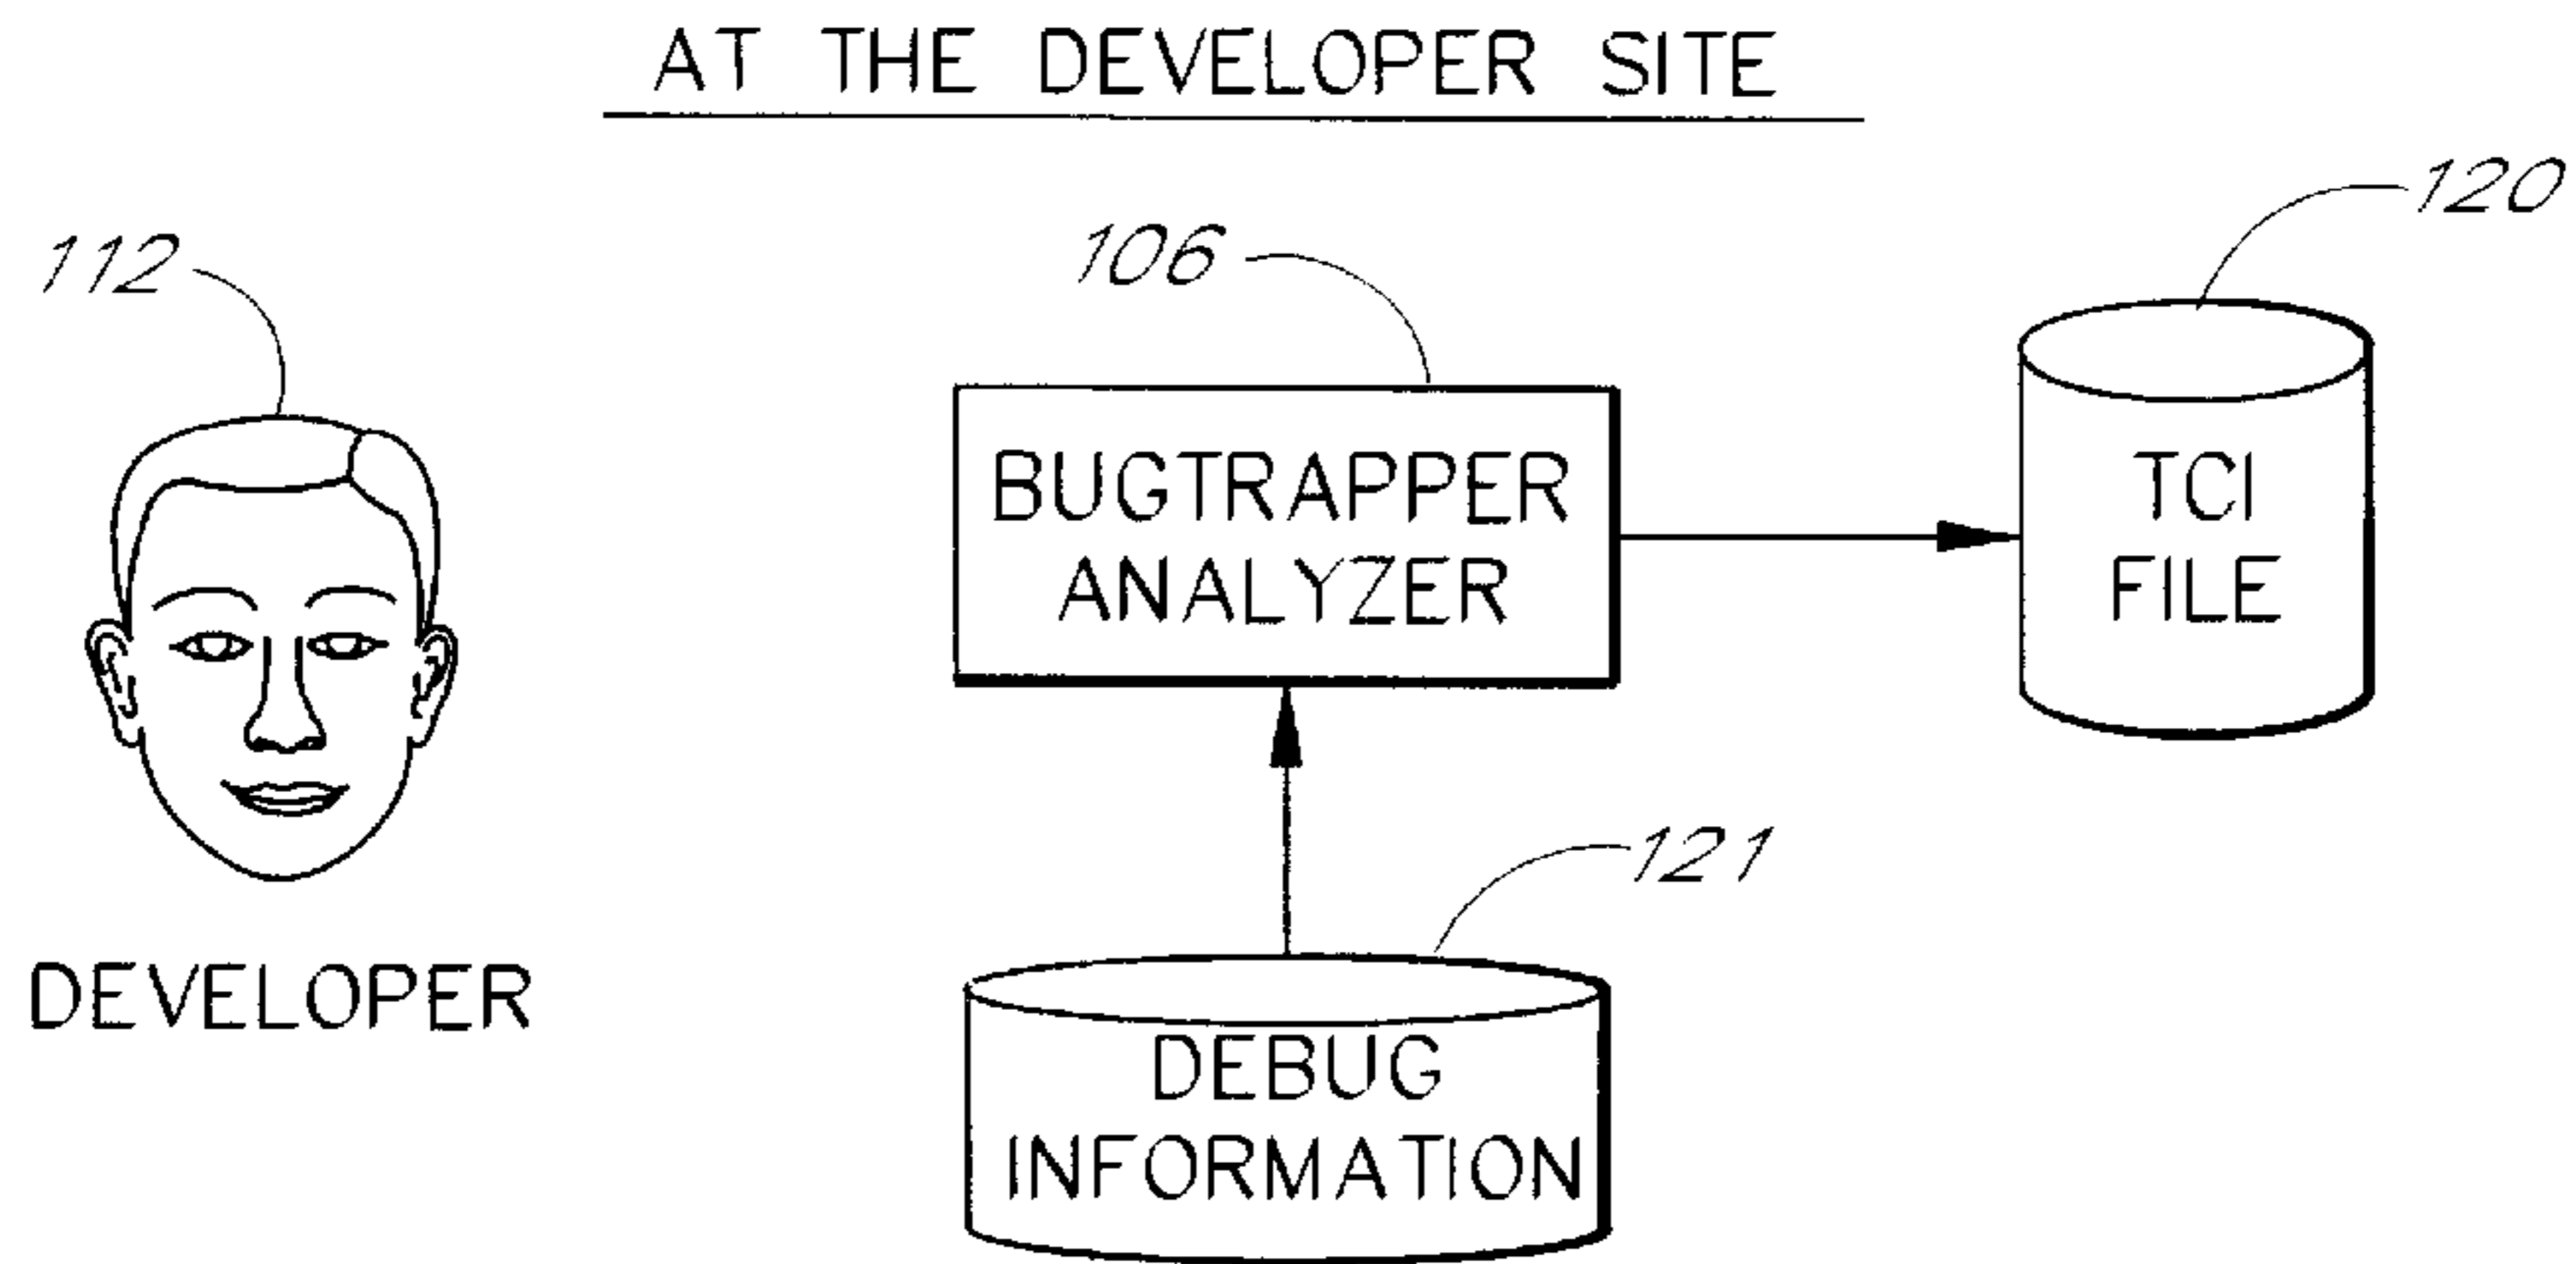 AT THE DEVELOPER SITE
120
112
106
BUGTRAPPER
ANALYZER
TCI
FILE
121
DEVELOPER
DEBUG
INFORMATION